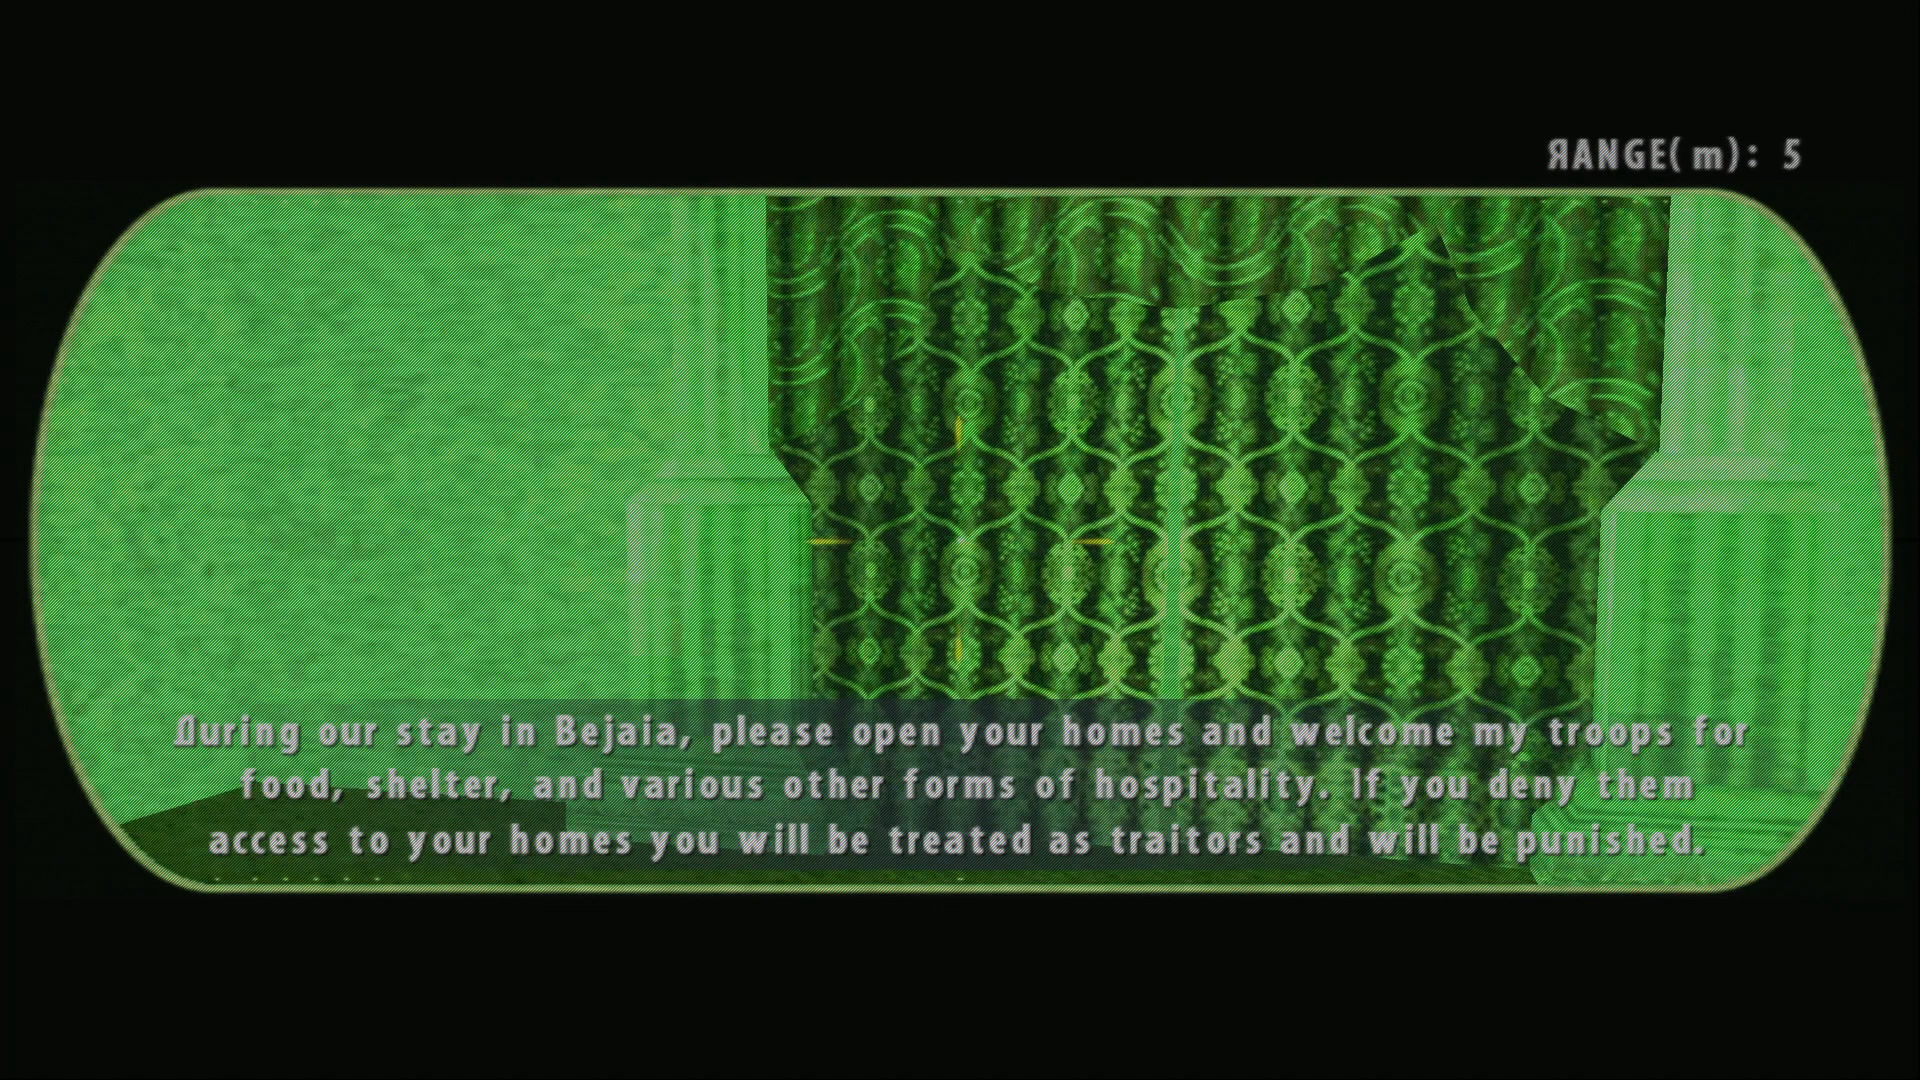 ЯANGE(m): 5
During our stay in Bejaia, please open your homes and welcome my troops for
food, shelter, and various other forms of hospitality. If you deny them
access to your homes you will be treated as traitors and will be punished.